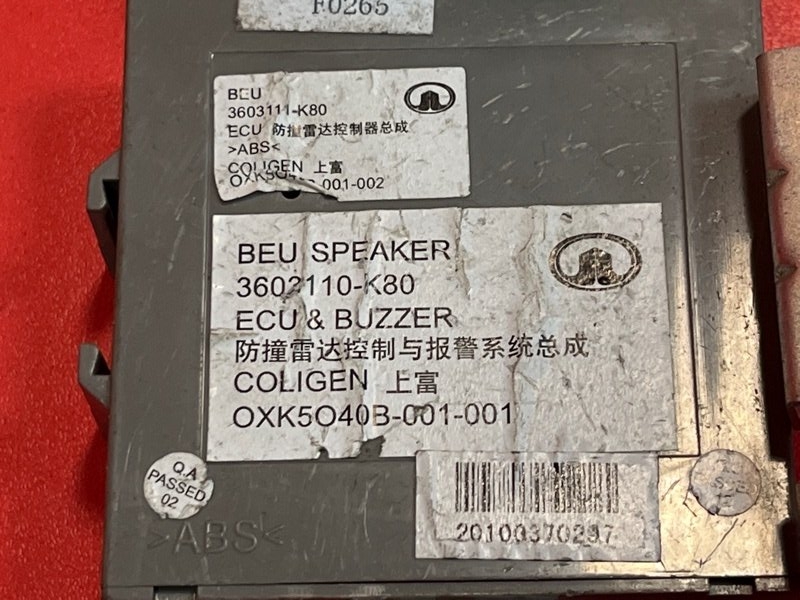 F0265
BEU
3603111-K80
ECU 防撞雷达控制器总成
>ABS<
COLIGEN 上富
-001-002
BEU SPEAKER
3603110-K80
ECU & BUZZER
防撞雷达控制与报警系统总成
COLIGEN 上富
OXK5O40B-001-001
Q.A
PASSED
02
20100370297
>ABS<